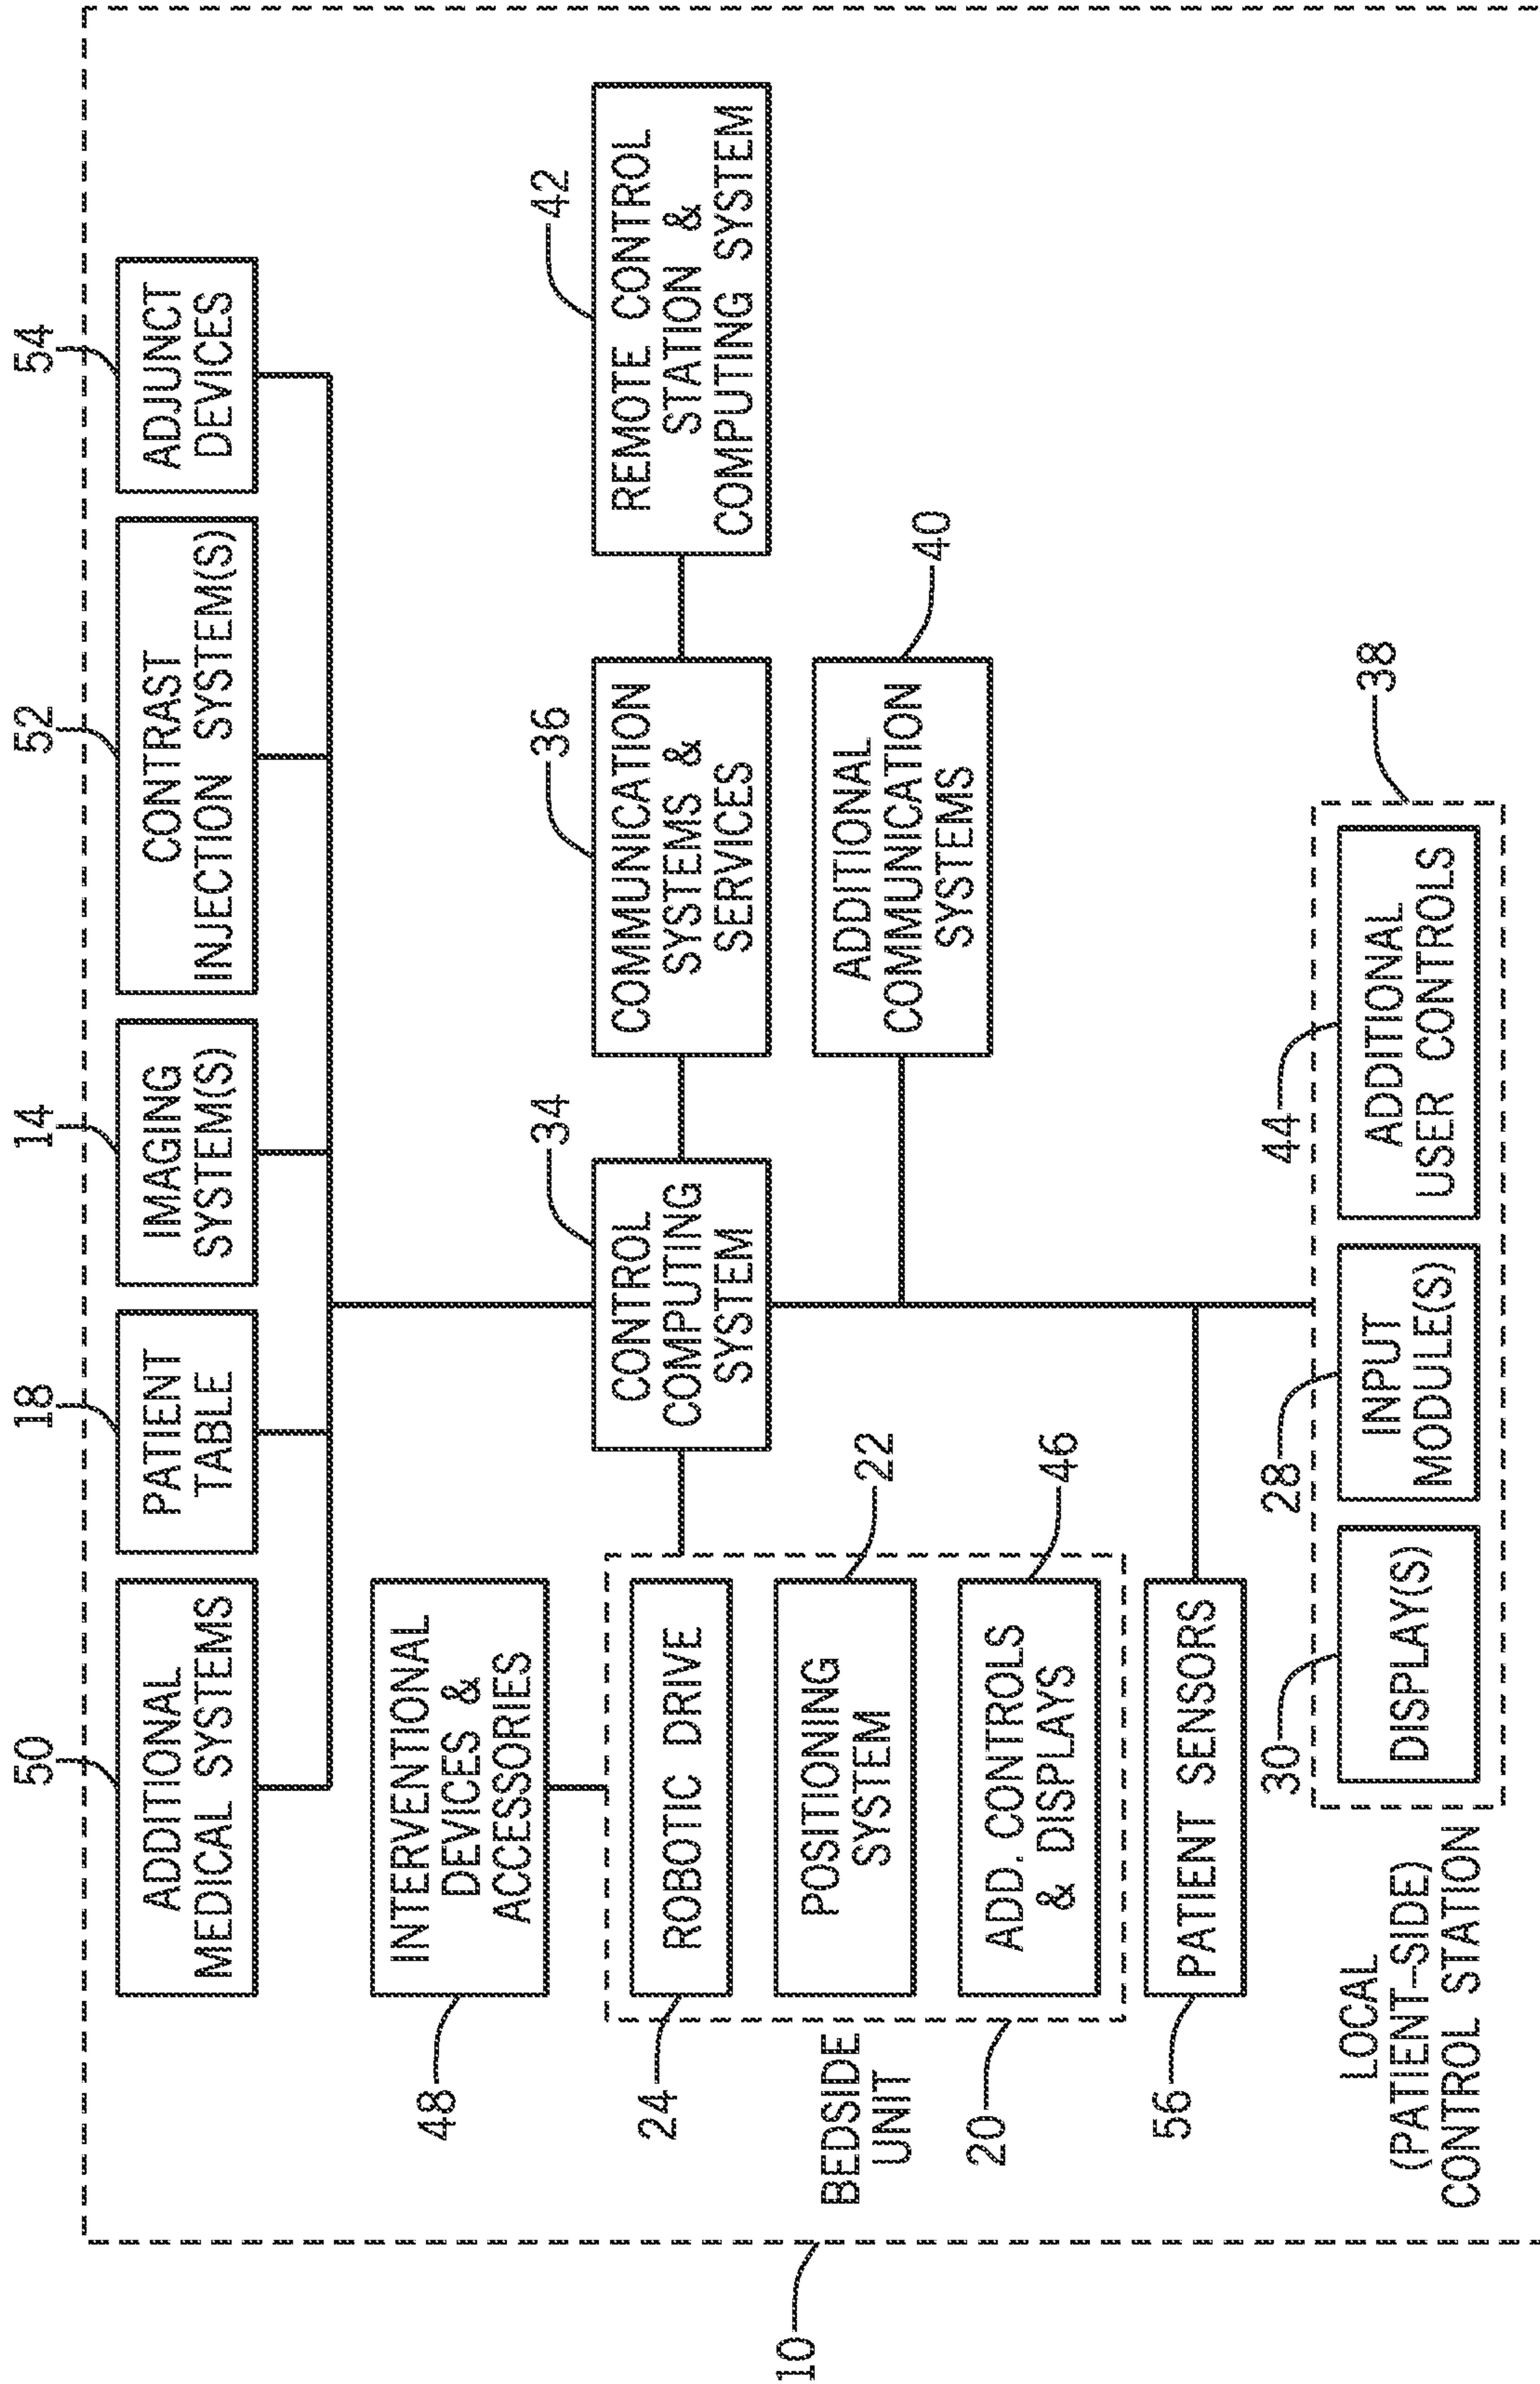 50
18
14
52
54
ADDITIONAL
MEDICAL SYSTEMS
PATIENT
TABLE
IMAGING
SYSTEM(S)
CONTRAST
INJECTION SYSTEM(S)
ADJUNCT
DEVICES
48
INTERVENTIONAL
DEVICES &
ACCESSORIES
34
36
42
CONTROL
COMPUTING
SYSTEM
COMMUNICATION
SYSTEMS &
SERVICES
REMOTE CONTROL
STATION &
COMPUTING SYSTEM
24
ROBOTIC DRIVE
10
BEDSIDE
UNIT
POSITIONING
SYSTEM
22
ADDITIONAL
COMMUNICATION
SYSTEMS
40
20
ADD. CONTROLS
& DISPLAYS
46
56
PATIENT SENSORS
30
28
44
38
LOCAL
(PATIENT-SIDE)
CONTROL STATION
DISPLAY(S)
INPUT
MODULE(S)
ADDITIONAL
USER CONTROLS